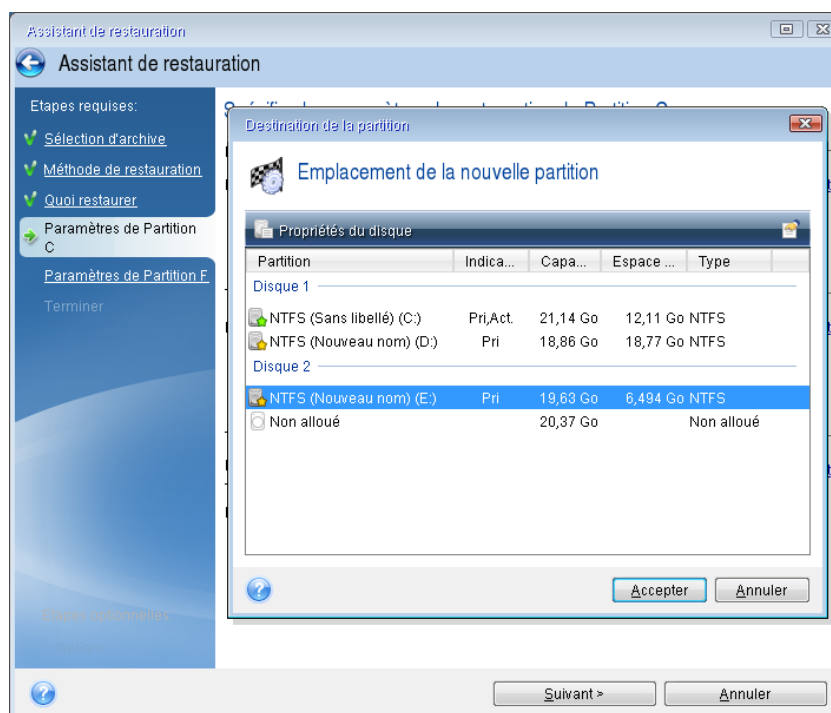 Assistant de restauration
Assistant de restauration
Etapes requises:
Sélection d'archive
Méthode de restauration
Quoi restaurer
Paramètres de Partition
C
Paramètres de Partition F
Terminer
Destination de la partition
Emplacement de la nouvelle partition
Propriétés du disque
Partition Indica... Capa... Espace ... Type
Disque 1
NTFS (Sans libellé) (C:) Pri,Act. 21,14 Go 12,11 Go NTFS
NTFS (Nouveau nom) (D:) Pri 18,86 Go 18,77 Go NTFS
Disque 2
NTFS (Nouveau nom) (E:) Pri 19,63 Go 6,494 Go NTFS
Non alloué 20,37 Go Non alloué
Accepter Annuler
Suivant > Annuler